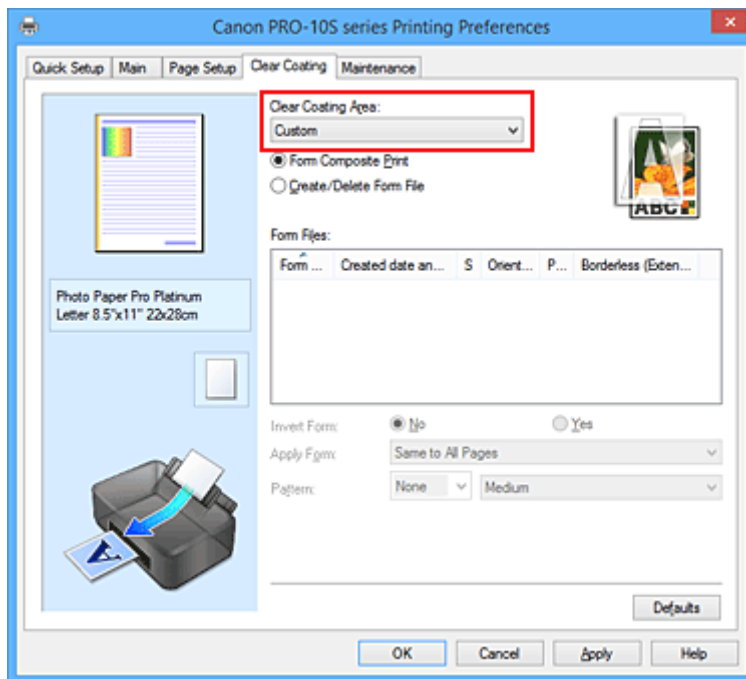 Canon PRO-10S series Printing Preferences
Quick Setup Main Page Setup Clear Coating Maintenance
Clear Coating Area:
Custom
Form Composite Print
Create/Delete Form File
ABC
Form Files:
Form ... Created date an... S Orient... P... Borderless (Exten...
Photo Paper Pro Platinum
Letter 8.5"x11" 22x28cm
Invert Form: No Yes
Apply Form: Same to All Pages
Pattern: None Medium
A
Defaults
OK Cancel Apply Help